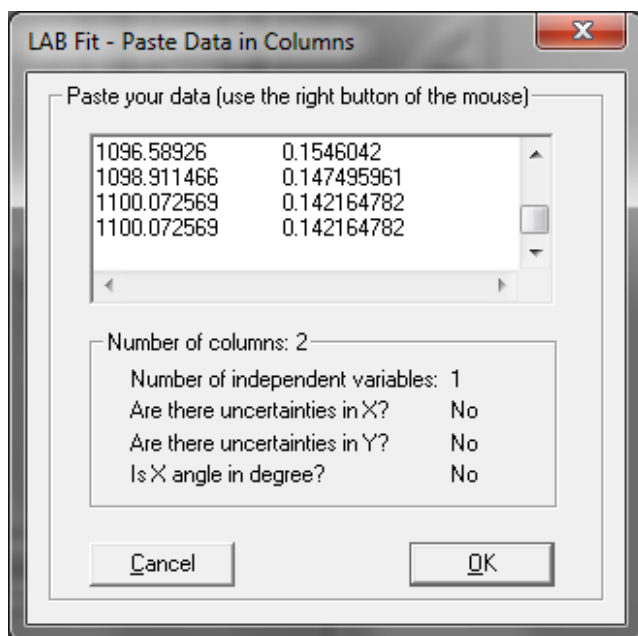 LAB Fit - Paste Data in Columns
Paste your data (use the right button of the mouse)
1096.58926 0.1546042
1098.911466 0.147495961
1100.072569 0.142164782
1100.072569 0.142164782
Number of columns: 2
Number of independent variables: 1
Are there uncertainties in X? No
Are there uncertainties in Y? No
Is X angle in degree? No
Cancel OK